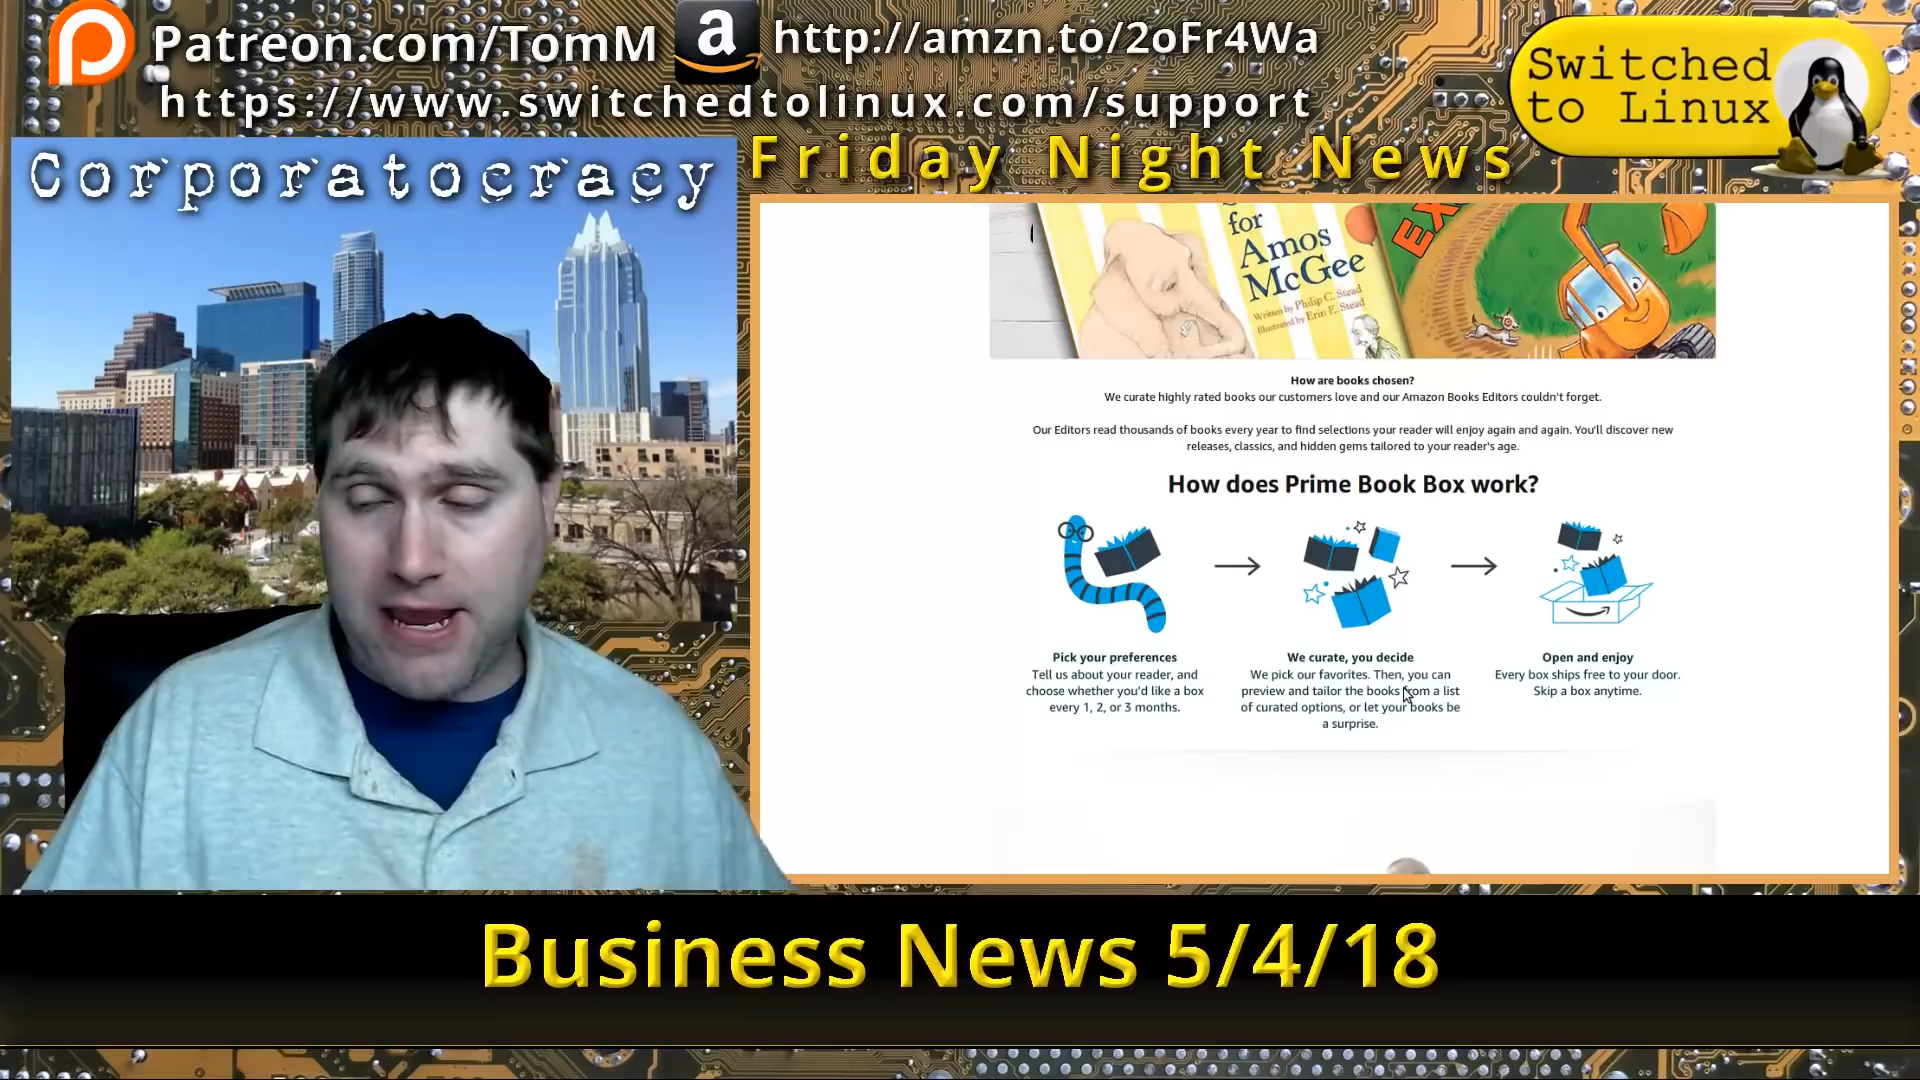 Patreon.com/TomM
a
http://amzn.to/2oFr4Wa
https://www.switchedtolinux.com/support
Switched
to Linux
Corporatocracy
Friday Night News
for
Amos
McGee
Written by Philip C. Stead
Illustrated by Erin E. Stead
How are books chosen?
We curate highly rated books our customers love and our Amazon Books Editors couldn't forget.
Our Editors read thousands of books every year to find selections your reader will enjoy again and again. You'll discover new
releases, classics, and hidden gems tailored to your reader's age.
How does Prime Book Box work?
Pick your preferences
Tell us about your reader, and
choose whether you'd like a box
every 1, 2, or 3 months.
We curate, you decide
We pick our favorites. Then, you can
preview and tailor the books from a list
of curated options, or let your books be
a surprise.
Open and enjoy
Every box ships free to your door.
Skip a box anytime.
Business News 5/4/18